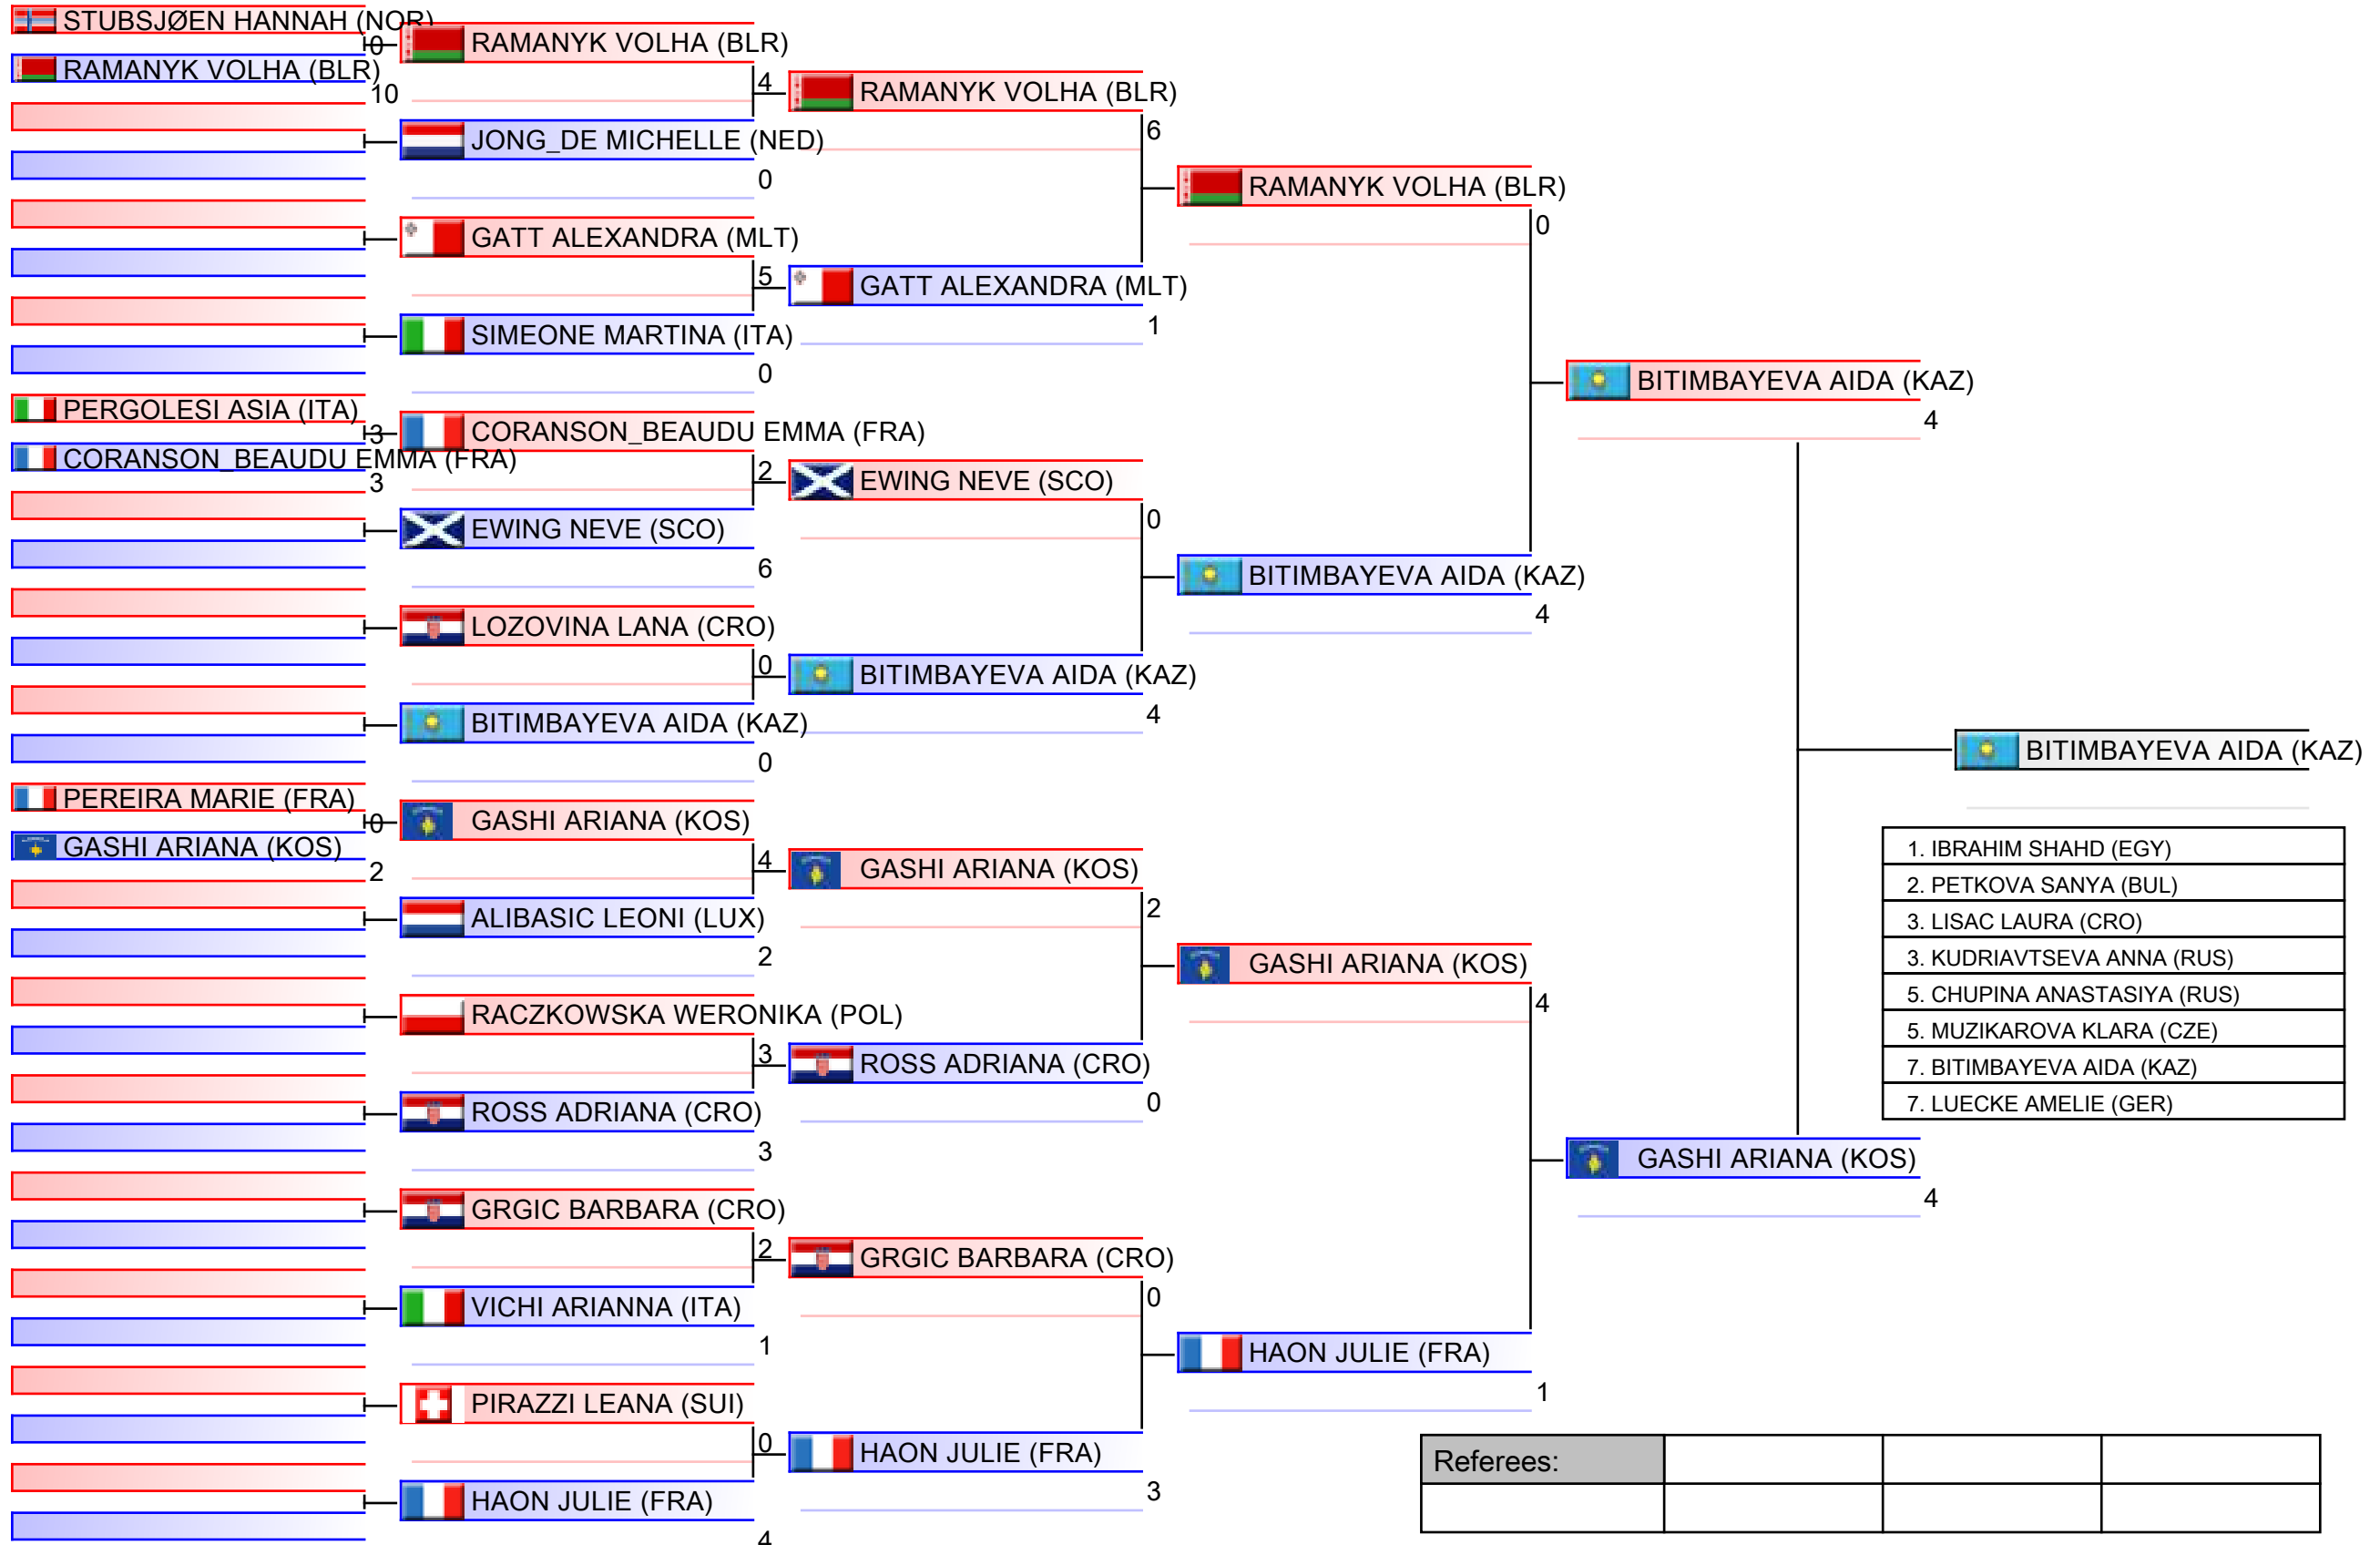 STUBSJØEN HANNAH (NOR)
0
RAMANYK VOLHA (BLR)
10
PERGOLESI ASIA (ITA)
3
CORANSON_BEAUDU EMMA (FRA)
3
PEREIRA MARIE (FRA)
0
GASHI ARIANA (KOS)
2
RAMANYK VOLHA (BLR)
4
JONG_DE MICHELLE (NED)
0
GATT ALEXANDRA (MLT)
5
SIMEONE MARTINA (ITA)
0
CORANSON_BEAUDU EMMA (FRA)
2
EWING NEVE (SCO)
6
LOZOVINA LANA (CRO)
0
BITIMBAYEVA AIDA (KAZ)
0
GASHI ARIANA (KOS)
4
ALIBASIC LEONI (LUX)
2
RACZKOWSKA WERONIKA (POL)
3
ROSS ADRIANA (CRO)
3
GRGIC BARBARA (CRO)
2
VICHI ARIANNA (ITA)
1
PIRAZZI LEANA (SUI)
0
HAON JULIE (FRA)
4
RAMANYK VOLHA (BLR)
6
GATT ALEXANDRA (MLT)
1
EWING NEVE (SCO)
0
BITIMBAYEVA AIDA (KAZ)
4
GASHI ARIANA (KOS)
2
ROSS ADRIANA (CRO)
0
GRGIC BARBARA (CRO)
0
HAON JULIE (FRA)
3
RAMANYK VOLHA (BLR)
0
BITIMBAYEVA AIDA (KAZ)
4
GASHI ARIANA (KOS)
4
HAON JULIE (FRA)
1
BITIMBAYEVA AIDA (KAZ)
4
GASHI ARIANA (KOS)
4
BITIMBAYEVA AIDA (KAZ)
1. IBRAHIM SHAHD (EGY)
2. PETKOVA SANYA (BUL)
3. LISAC LAURA (CRO)
3. KUDRIAVTSEVA ANNA (RUS)
5. CHUPINA ANASTASIYA (RUS)
5. MUZIKAROVA KLARA (CZE)
7. BITIMBAYEVA AIDA (KAZ)
7. LUECKE AMELIE (GER)
Referees: